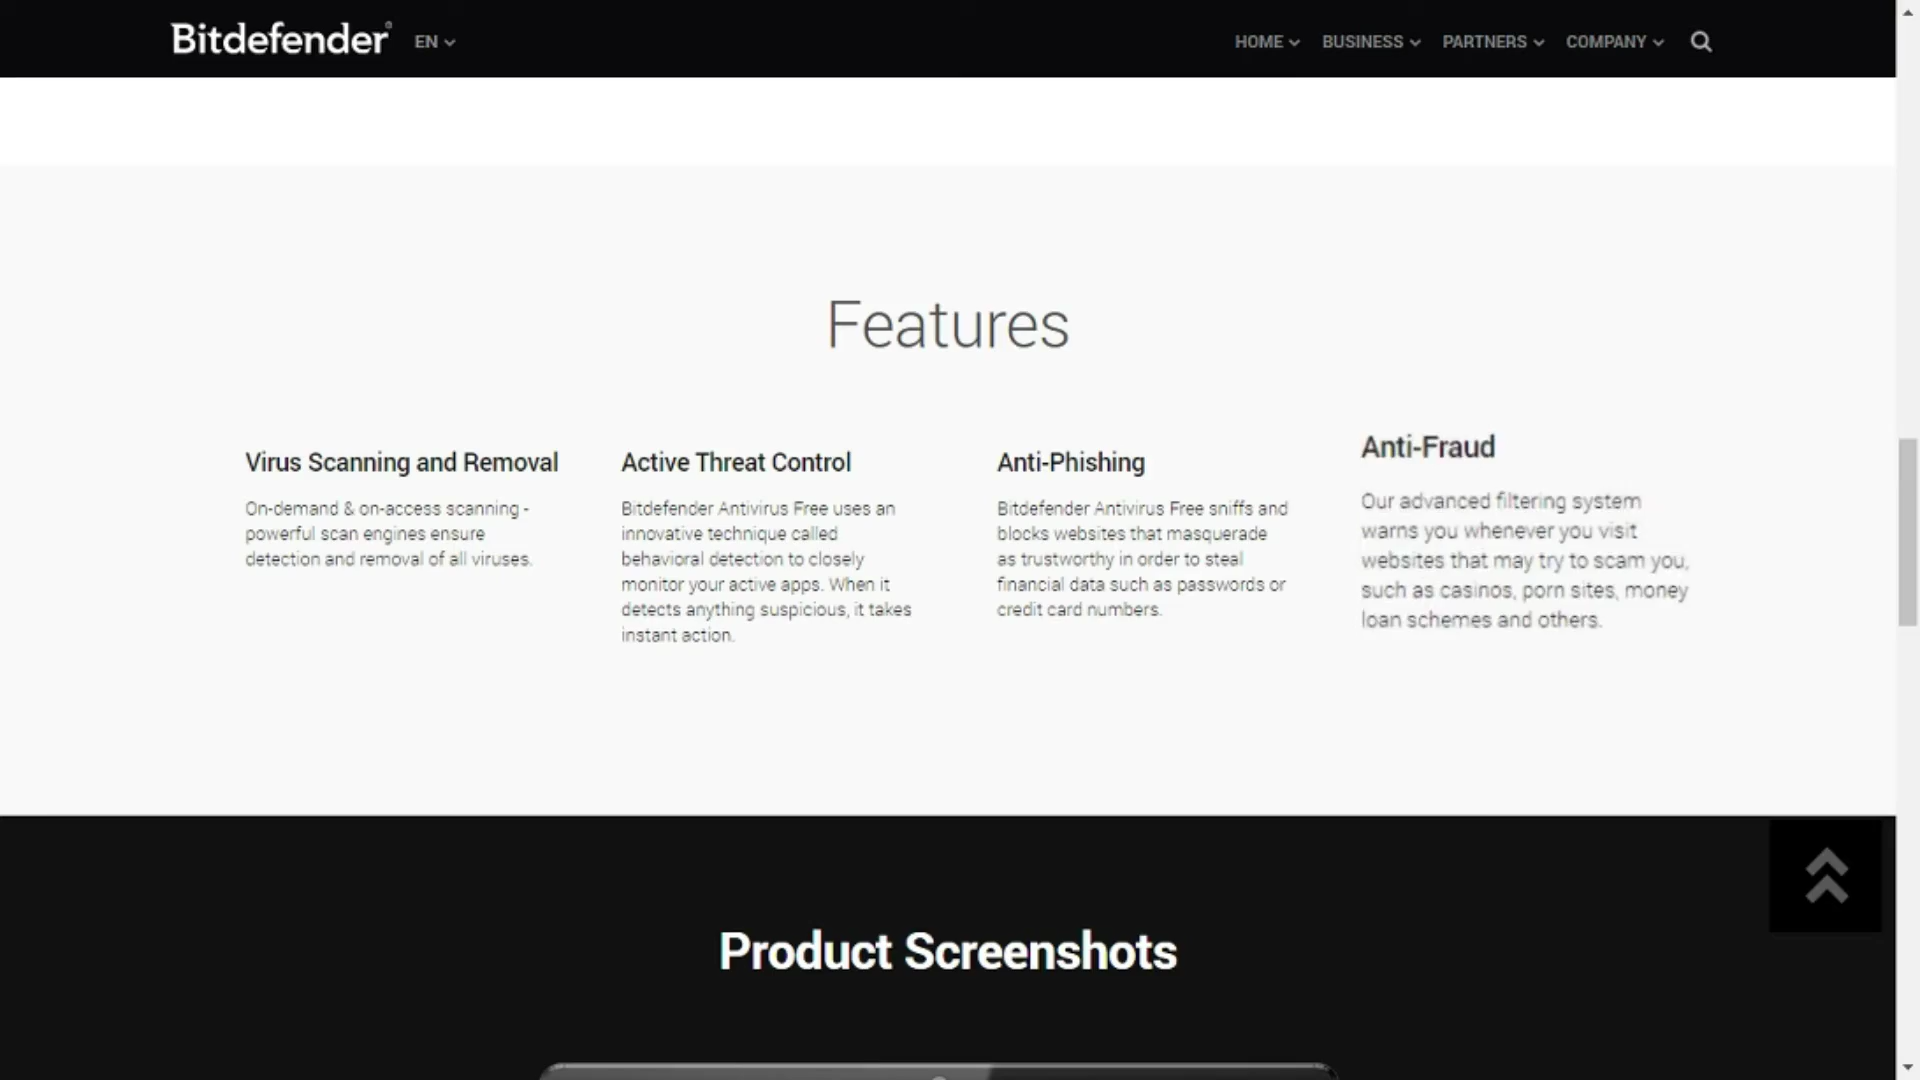 Bitdefender® EN
HOME BUSINESS PARTNERS COMPANY
Features
Virus Scanning and Removal
On-demand & on-access scanning -
powerful scan engines ensure
detection and removal of all viruses.
Active Threat Control
Bitdefender Antivirus Free uses an
innovative technique called
behavioral detection to closely
monitor your active apps. When it
detects anything suspicious, it takes
instant action.
Anti-Phishing
Bitdefender Antivirus Free sniffs and
blocks websites that masquerade
as trustworthy in order to steal
financial data such as passwords or
credit card numbers.
Anti-Fraud
Our advanced filtering system
warns you whenever you visit
websites that may try to scam you,
such as casinos, porn sites, money
loan schemes and others.
Product Screenshots